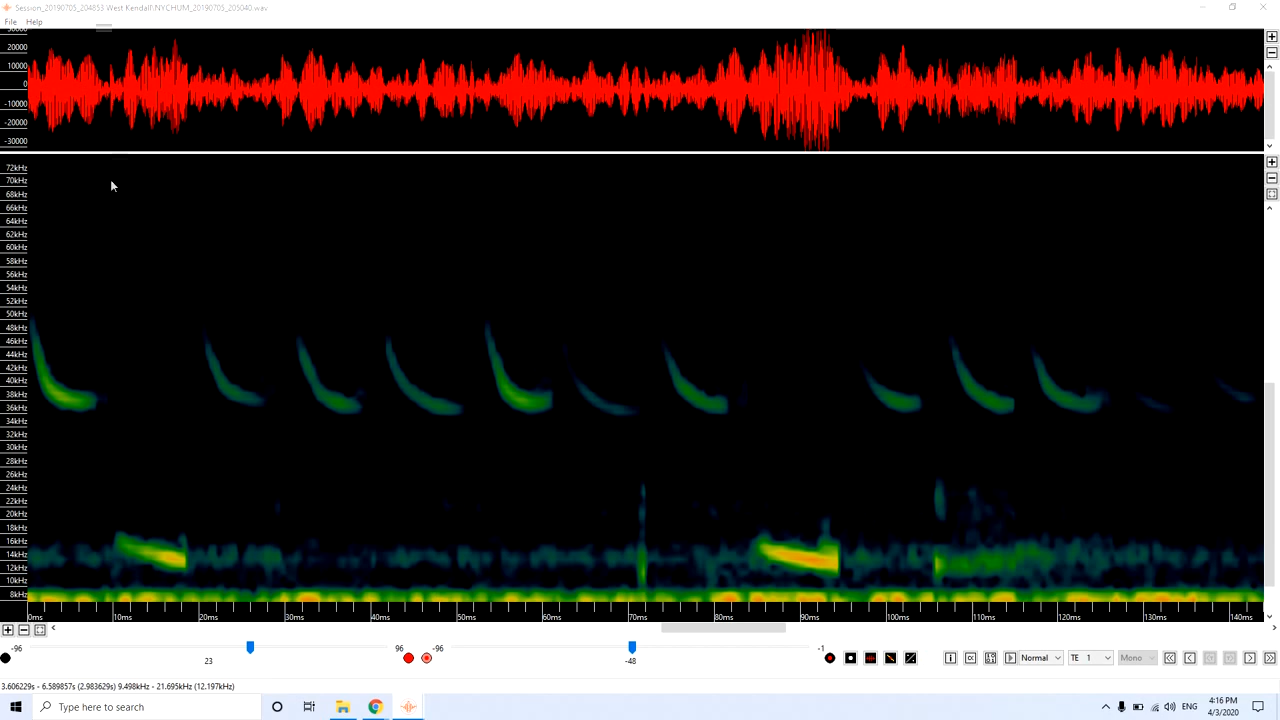 Session_20190705_204853 West Kendall\NYCHUM_20190705_205040.wav
File Help
20000
10000
0
-10000
-20000
-30000
72kHz
70kHz
68kHz
66kHz
64kHz
62kHz
60kHz
58kHz
56kHz
54kHz
52kHz
50kHz
48kHz
46kHz
44kHz
42kHz
40kHz
38kHz
36kHz
34kHz
32kHz
30kHz
28kHz
26kHz
24kHz
22kHz
20kHz
18kHz
16kHz
14kHz
12kHz
10kHz
8kHz
0ms 10ms 20ms 30ms 40ms 50ms 60ms 70ms 80ms 90ms 100ms 110ms 120ms 130ms 140ms
-96 96 -96 -1
23 -48
Normal TE 1 Mono
3.606229s - 6.589857s (2.983629s) 9.498kHz - 21.695kHz (12.197kHz)
Type here to search
ENG
4:16 PM
4/3/2020